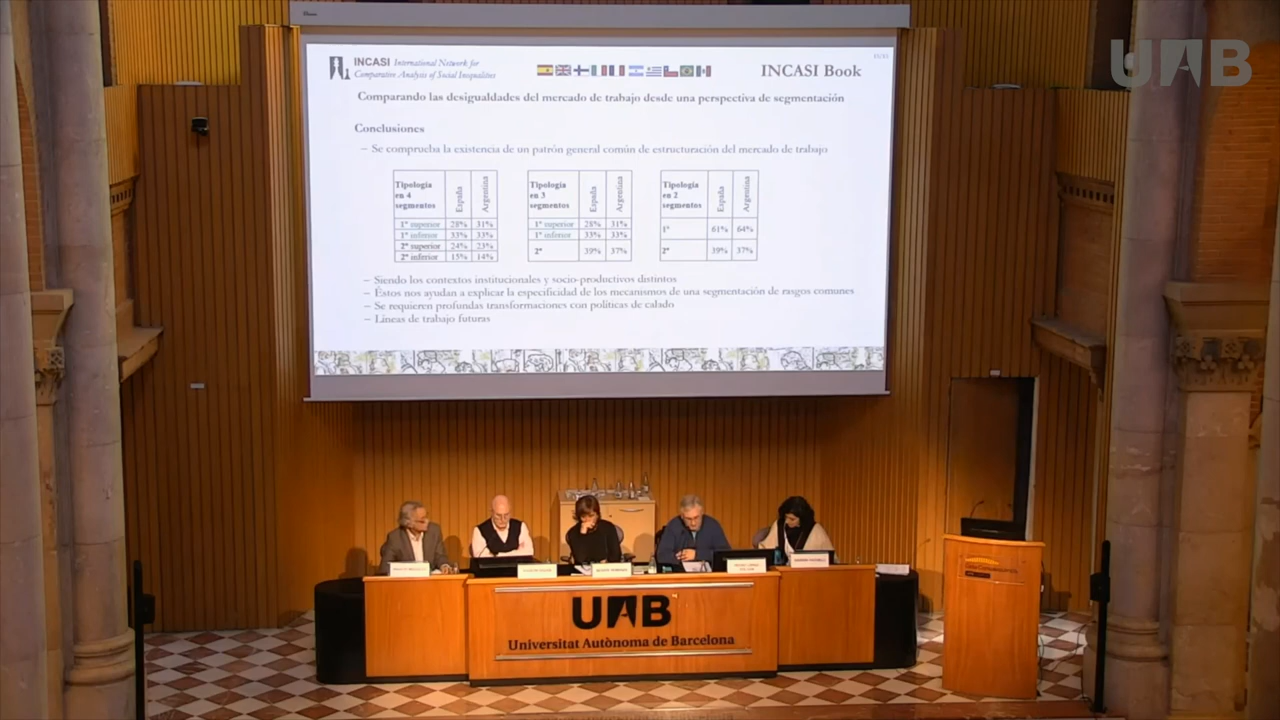 INCASI International Network for
Comparative Analysis of Social Inequalities
INCASI Book
UAB
Comparando las desigualdades del mercado de trabajo desde una perspectiva de segmentación
Conclusiones
– Se comprueba la existencia de un patrón general común de estructuración del mercado de trabajo
Tipología en 4 segmentos España Argentina
1º superior 28% 31%
1º inferior 33% 33%
2º superior 24% 23%
2º inferior 15% 14%
Tipología en 3 segmentos España Argentina
1º superior 28% 31%
1º inferior 33% 33%
2º 39% 37%
Tipología en 2 segmentos España Argentina
1º 61% 64%
2º 39% 37%
– Siendo los contextos institucionales y socio-productivos distintos
– Éstos nos ayudan a explicar la especificidad de los mecanismos de una segmentación de rasgos comunes
– Se requieren profundas transformaciones con políticas de calado
– Líneas de trabajo futuras
UAB
Universitat Autònoma de Barcelona